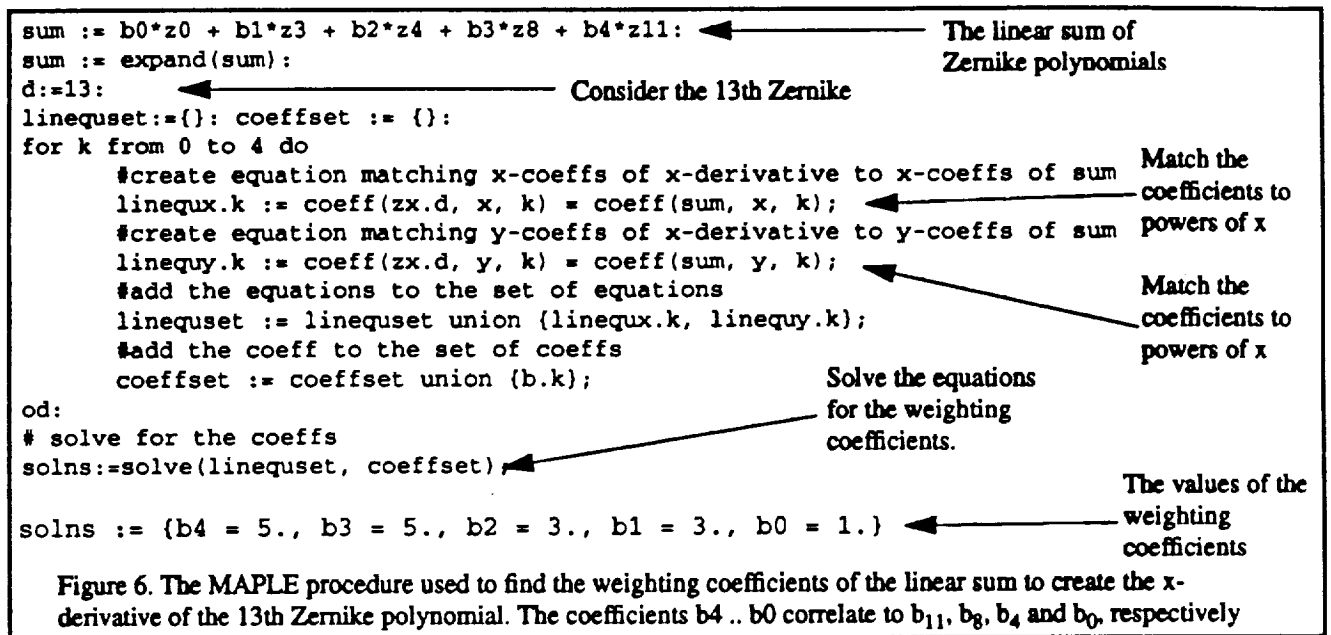 sum := b0*z0 + b1*z3 + b2*z4 + b3*z8 + b4*z11:
The linear sum of
Zernike polynomials
sum := expand(sum):
d:=13:
Consider the 13th Zernike
linequset:={}: coeffset := {}:
for k from 0 to 4 do
#create equation matching x-coeffs of x-derivative to x-coeffs of sum
linequx.k := coeff(zx.d, x, k) = coeff(sum, x, k);
Match the
coefficients to
powers of x
#create equation matching y-coeffs of x-derivative to y-coeffs of sum
linequy.k := coeff(zx.d, y, k) = coeff(sum, y, k);
Match the
coefficients to
powers of x
#add the equations to the set of equations
linequset := linequset union {linequx.k, linequy.k};
#add the coeff to the set of coeffs
coeffset := coeffset union {b.k};
od:
Solve the equations
for the weighting
coefficients.
# solve for the coeffs
solns:=solve(linequset, coeffset);
solns := {b4 = 5., b3 = 5., b2 = 3., b1 = 3., b0 = 1.}
The values of the
weighting
coefficients
Figure 6. The MAPLE procedure used to find the weighting coefficients of the linear sum to create the x-
derivative of the 13th Zernike polynomial. The coefficients b4 .. b0 correlate to b₁₁, b₈, b₄ and b₀, respectively